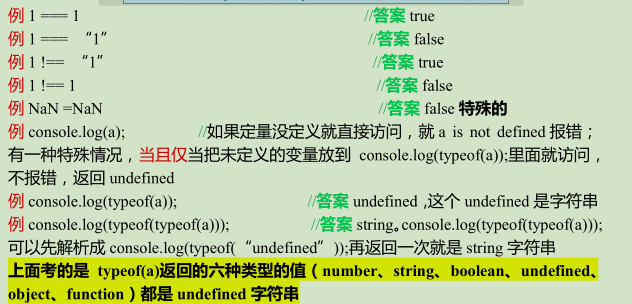 例 1 === 1 //答案 true
例 1 === “1” //答案 false
例 1 !== “1” //答案 true
例 1 !== 1 //答案 false
例 NaN =NaN //答案 false 特殊的
例 console.log(a); //如果定量没定义就直接访问，就 a is not defined 报错；
有一种特殊情况，当且仅当把未定义的变量放到 console.log(typeof(a));里面就访问，
不报错，返回 undefined
例 console.log(typeof(a)); //答案 undefined ,这个 undefined 是字符串
例 console.log(typeof(typeof(a))); //答案 string。console.log(typeof(typeof(a)));
可以先解析成 console.log(typeof(“undefined”));再返回一次就是 string 字符串
上面考的是 typeof(a)返回的六种类型的值（number、string、boolean、undefined、
object、function）都是 undefined 字符串